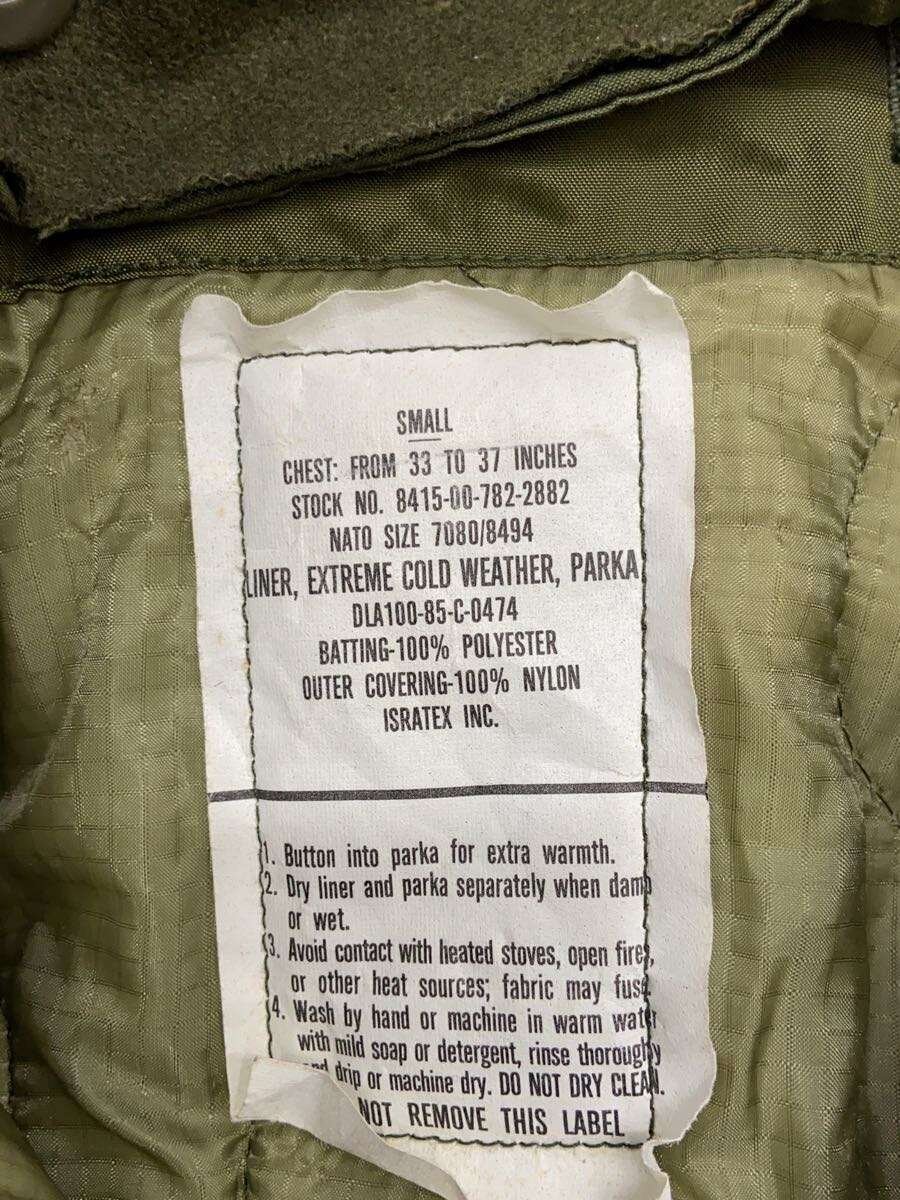 SMALL
CHEST: FROM 33 TO 37 INCHES
STOCK NO. 8415-00-782-2882
NATO SIZE 7080/8494
LINER, EXTREME COLD WEATHER, PARKA
DLA100-85-C-0474
BATTING-100% POLYESTER
OUTER COVERING-100% NYLON
ISRATEX INC.
1. Button into parka for extra warmth.
2. Dry liner and parka separately when damp
or wet.
3. Avoid contact with heated stoves, open fires,
or other heat sources; fabric may fuse.
4. Wash by hand or machine in warm water
with mild soap or detergent, rinse thoroughly
and drip or machine dry. DO NOT DRY CLEAN.
NOT REMOVE THIS LABEL